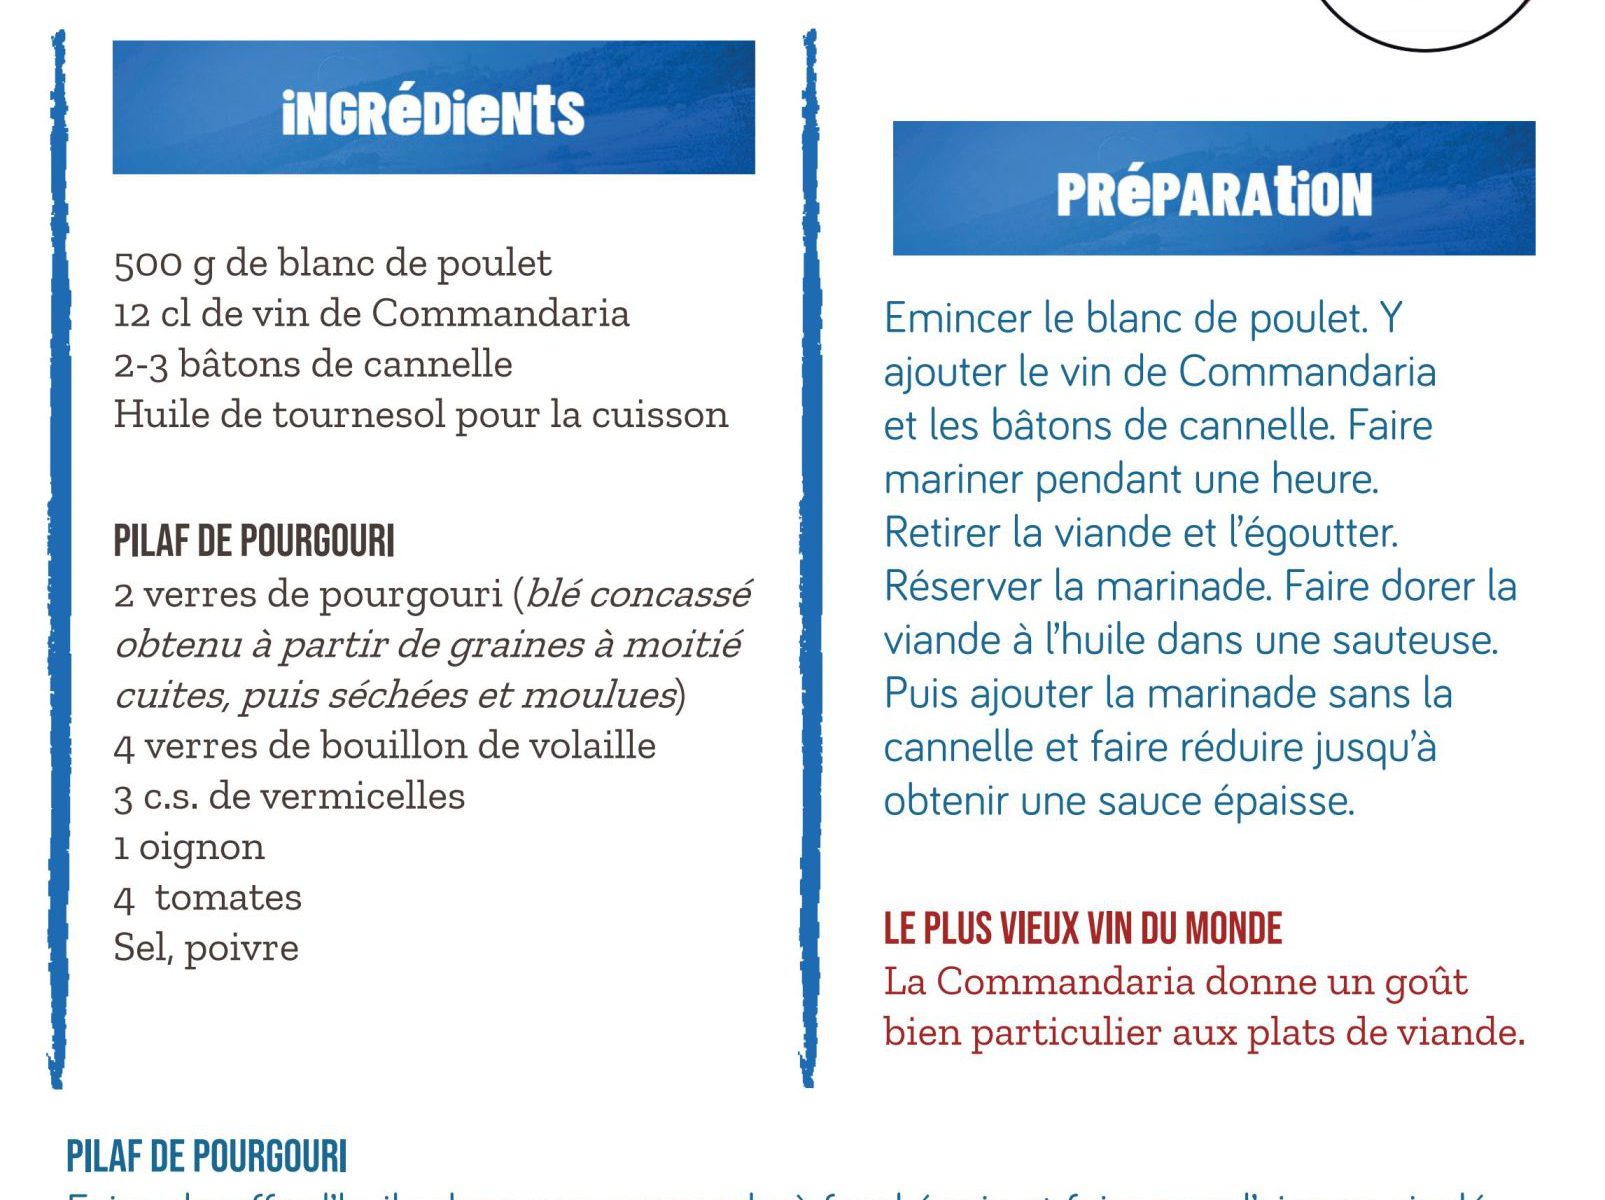 iNGRéDieNtS
500 g de blanc de poulet
12 cl de vin de Commandaria
2-3 bâtons de cannelle
Huile de tournesol pour la cuisson
PILAF DE POURGOURI
2 verres de pourgouri (blé concassé
obtenu à partir de graines à moitié
cuites, puis séchées et moulues)
4 verres de bouillon de volaille
3 c.s. de vermicelles
1 oignon
4 tomates
Sel, poivre
PRéPARAtiON
Emincer le blanc de poulet. Y
ajouter le vin de Commandaria
et les bâtons de cannelle. Faire
mariner pendant une heure.
Retirer la viande et l’égoutter.
Réserver la marinade. Faire dorer la
viande à l’huile dans une sauteuse.
Puis ajouter la marinade sans la
cannelle et faire réduire jusqu’à
obtenir une sauce épaisse.
LE PLUS VIEUX VIN DU MONDE
La Commandaria donne un goût
bien particulier aux plats de viande.
PILAF DE POURGOURI